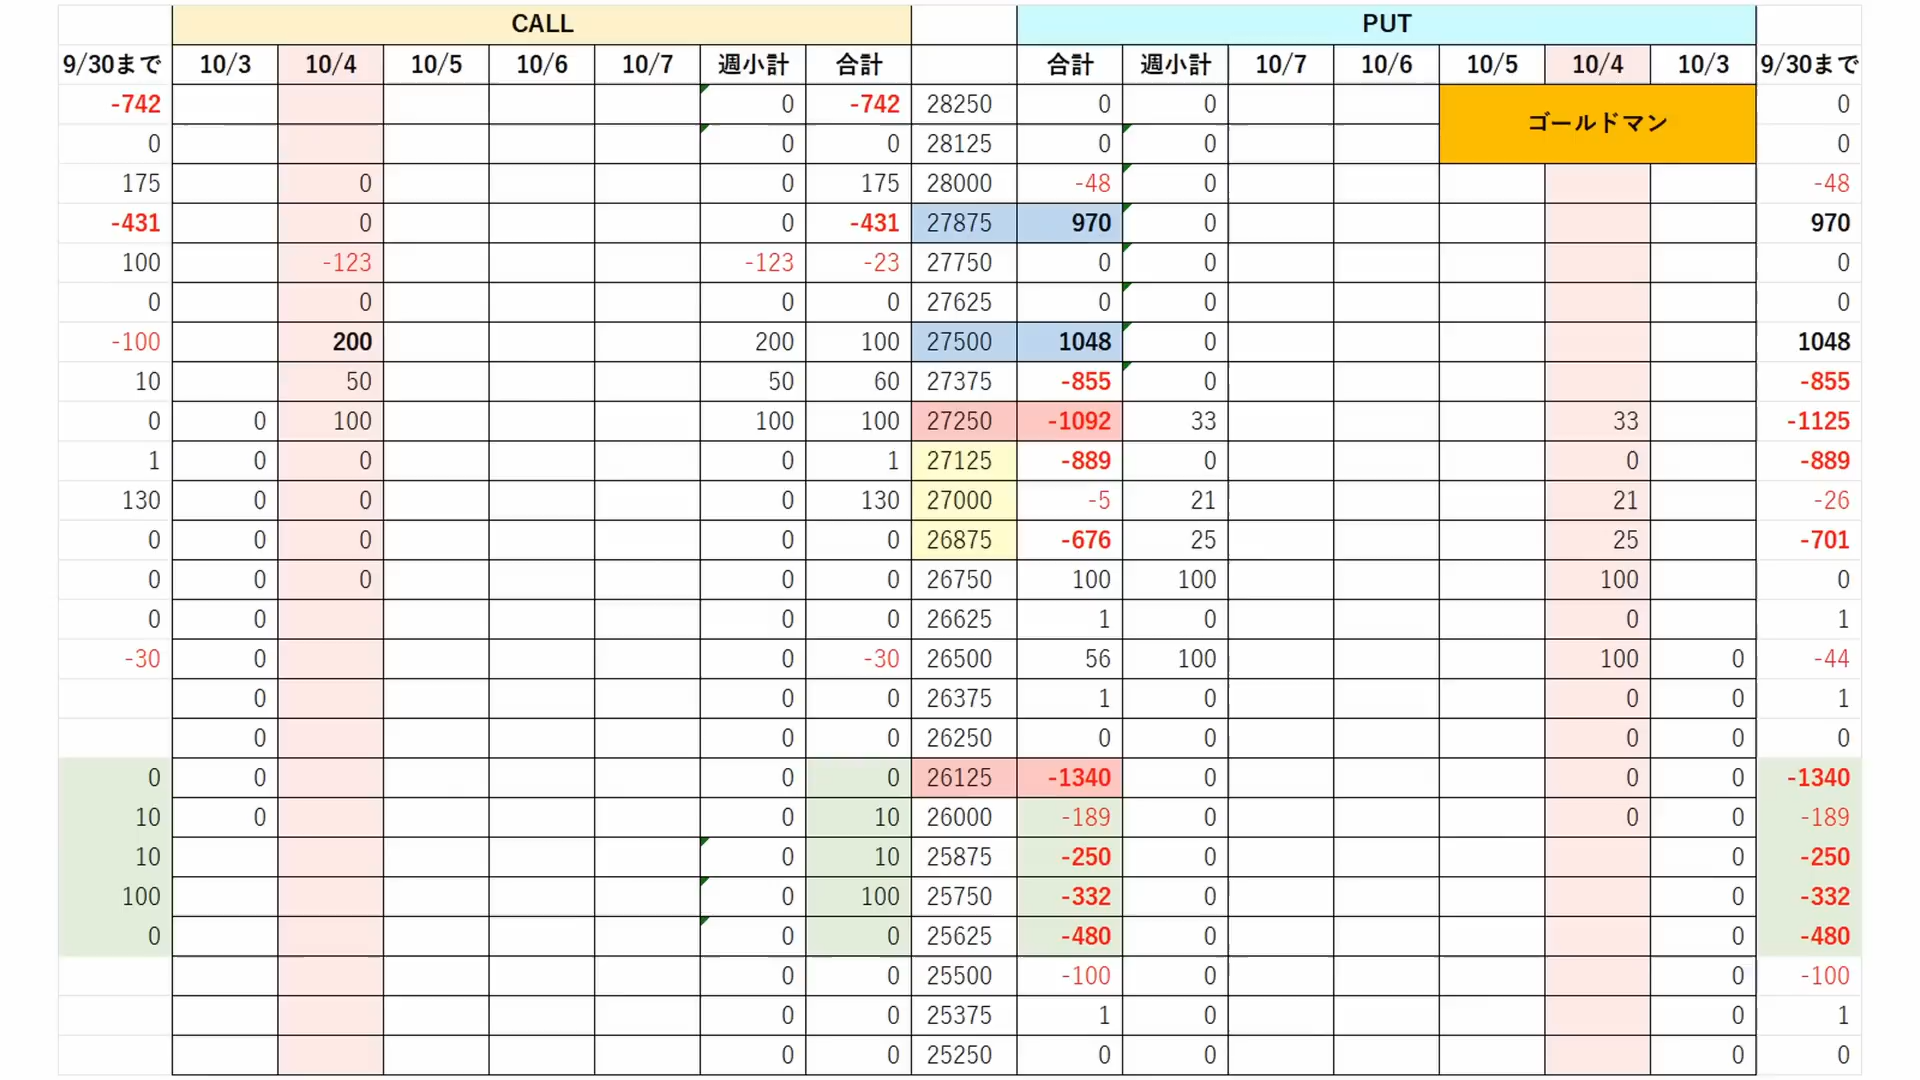 CALL PUT
9/30まで 10/3 10/4 10/5 10/6 10/7 週小計 合計 合計 週小計 10/7 10/6 10/5 10/4 10/3 9/30まで
-742 0 -742 28250 0 0 ゴールドマン 0
0 0 0 28125 0 0 0
175 0 0 175 28000 -48 0 -48
-431 0 0 -431 27875 970 0 970
100 -123 -123 -23 27750 0 0 0
0 0 0 0 27625 0 0 0
-100 200 200 100 27500 1048 0 1048
10 50 50 60 27375 -855 0 -855
0 0 100 100 100 27250 -1092 33 33 -1125
1 0 0 0 1 27125 -889 0 0 -889
130 0 0 0 130 27000 -5 21 21 -26
0 0 0 0 0 26875 -676 25 25 -701
0 0 0 0 0 26750 100 100 100 0
0 0 0 0 26625 1 0 0 1
-30 0 0 -30 26500 56 100 100 0 -44
0 0 0 26375 1 0 0 0 1
0 0 0 26250 0 0 0 0 0
0 0 0 0 26125 -1340 0 0 0 -1340
10 0 0 10 26000 -189 0 0 0 -189
10 0 10 25875 -250 0 0 -250
100 0 100 25750 -332 0 0 -332
0 0 0 25625 -480 0 0 -480
0 0 25500 -100 0 0 -100
0 0 25375 1 0 0 1
0 0 25250 0 0 0 0